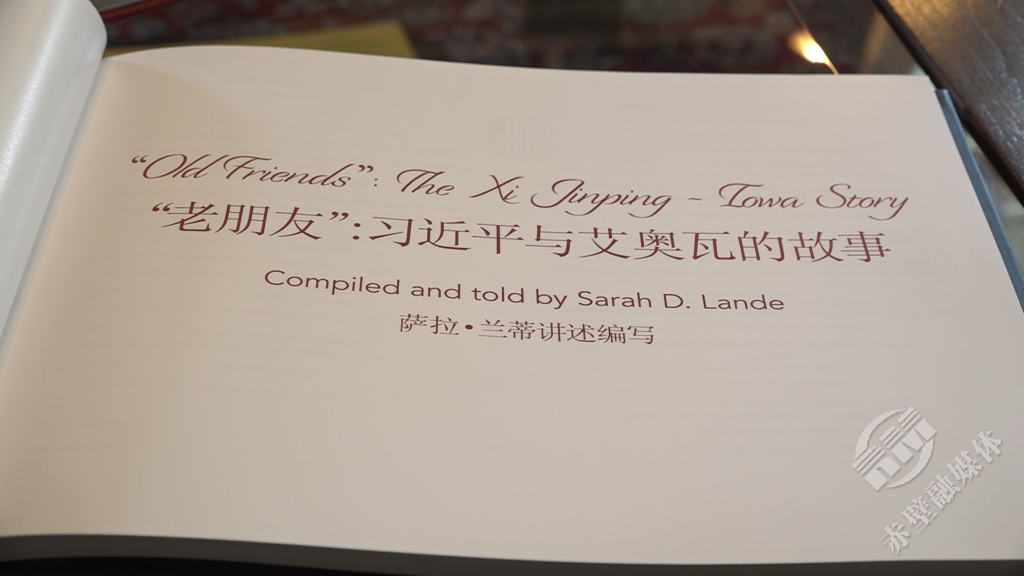 “Old Friends”: The Xi Jinping ~ Iowa Story
“老朋友”:习近平与艾奥瓦的故事
Compiled and told by Sarah D. Lande
萨拉•兰蒂讲述编写
赤壁融媒体